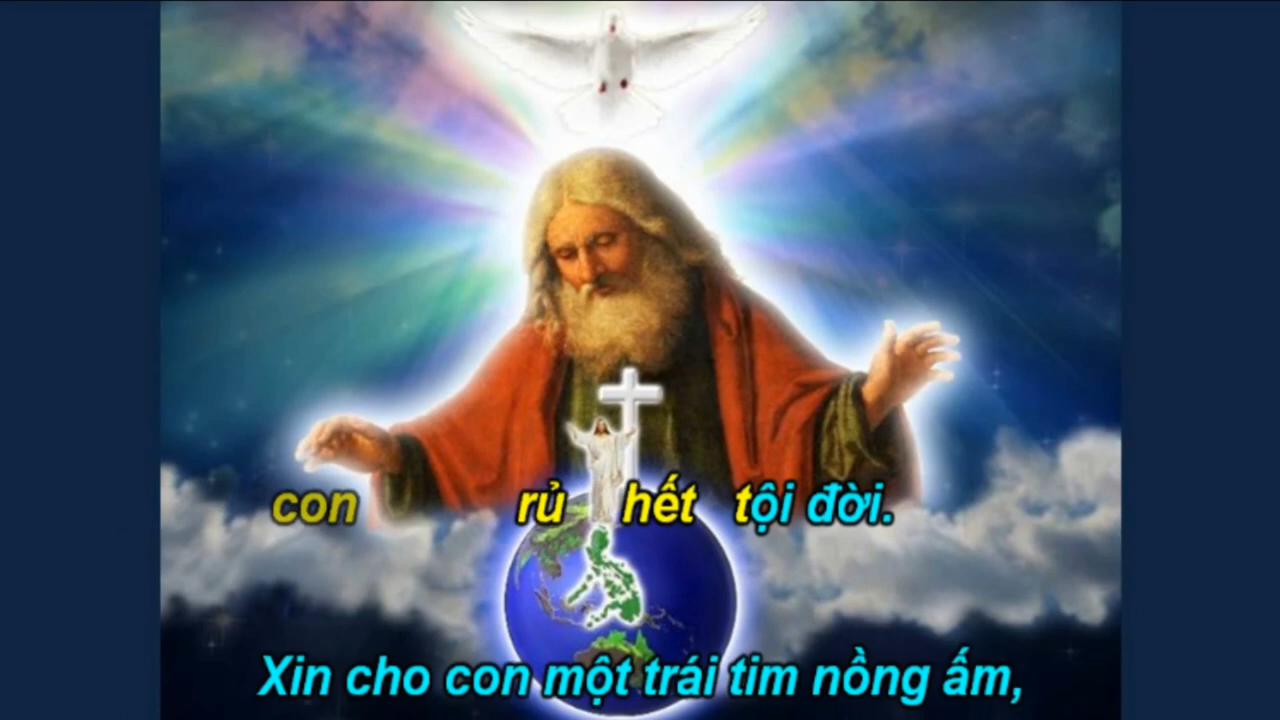 con rủ hết tội đời.
Xin cho con một trái tim nồng ấm,